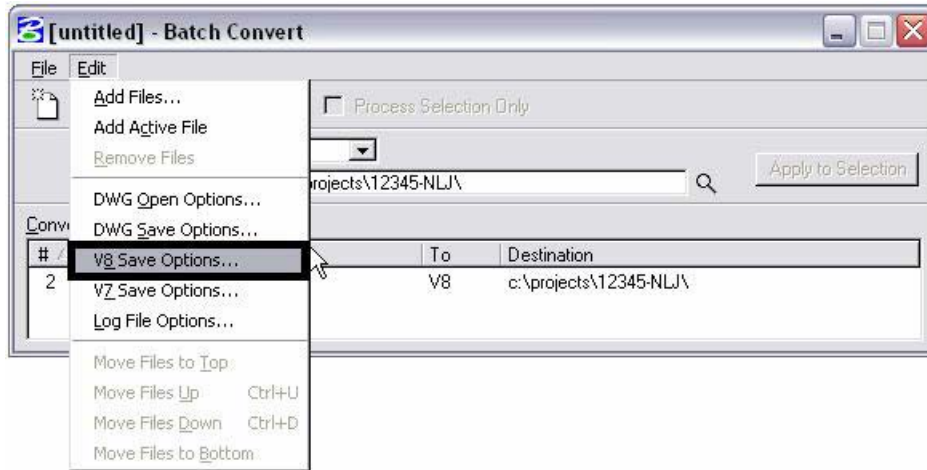 [untitled] - Batch Convert
File Edit
Process Selection Only
rojects\12345-NLJ\
Apply to Selection
Conv
# To Destination
2 V8 c:\projects\12345-NLJ\
Add Files...
Add Active File
Remove Files
DWG Open Options...
DWG Save Options...
V8 Save Options...
V7 Save Options...
Log File Options...
Move Files to Top
Move Files Up Ctrl+U
Move Files Down Ctrl+D
Move Files to Bottom